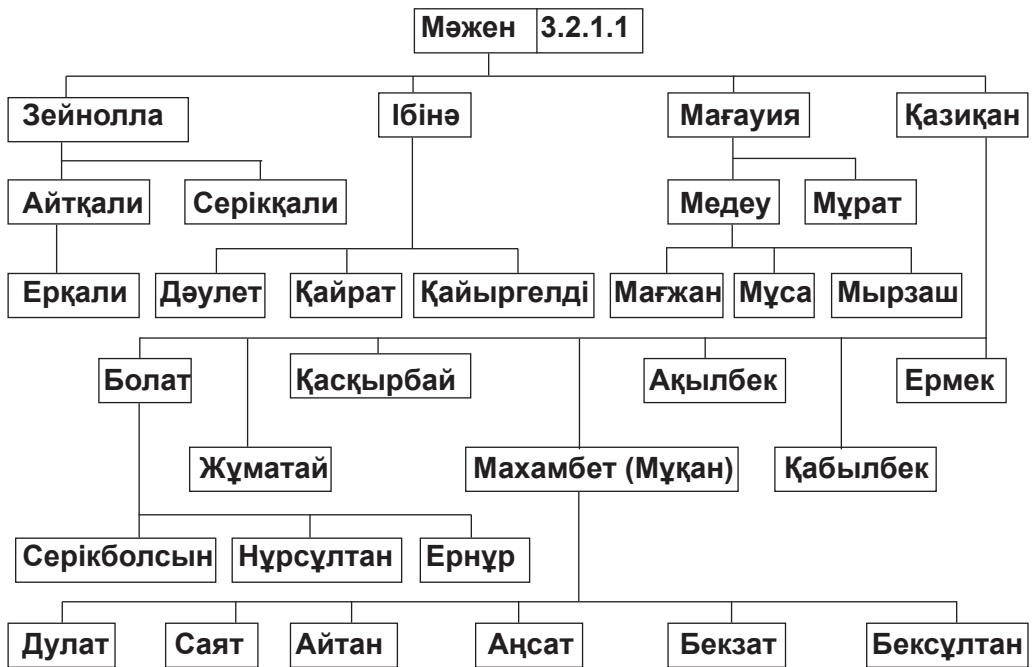 Мәжен 3.2.1.1
Зейнолла Ібінә Мағауия Қазиқан
Айтқали Серікқали Медеу Мұрат
Ерқали Дәулет Қайрат Қайыргелді Мағжан Мұса Мырзаш
Болат Қасқырбай Ақылбек Ермек
Жұматай Махамбет (Мұқан) Қабылбек
Серікболсын Нұрсұлтан Ернұр
Дулат Саят Айтан Аңсат Бекзат Бексұлтан